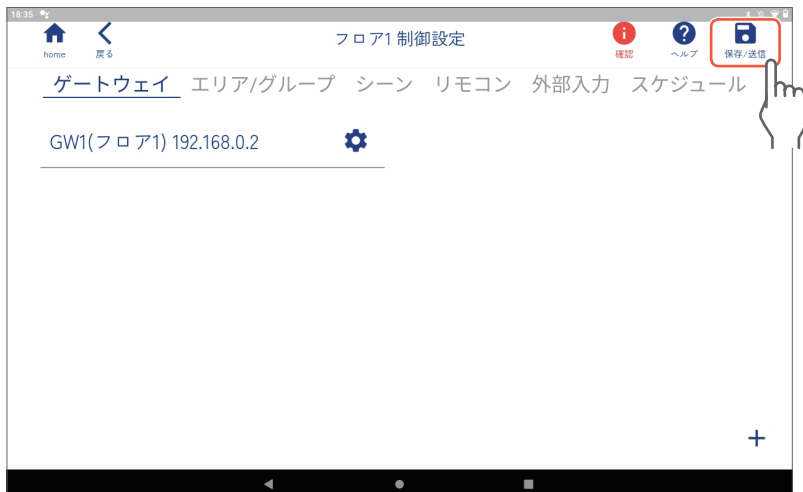 18:35
home 戻る フロア1 制御設定 確認 ヘルプ 保存/送信
ゲートウェイ エリア/グループ シーン リモコン 外部入力 スケジュール
GW1(フロア1) 192.168.0.2